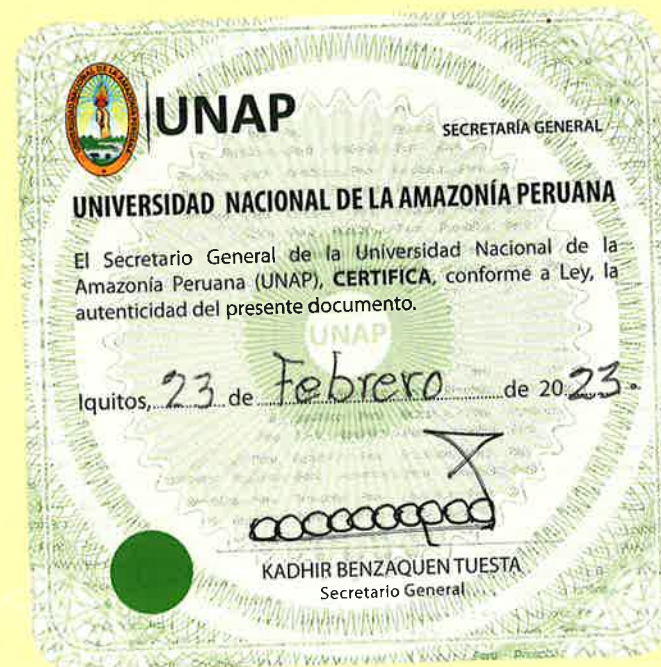 UNAP
SECRETARÍA GENERAL
UNIVERSIDAD NACIONAL DE LA AMAZONÍA PERUANA
El Secretario General de la Universidad Nacional de la
Amazonía Peruana (UNAP), CERTIFICA, conforme a Ley, la
autenticidad del presente documento.
UNAP
Iquitos, 23 de Febrero de 2023.
KADHIR BENZAQUEN TUESTA
Secretario General